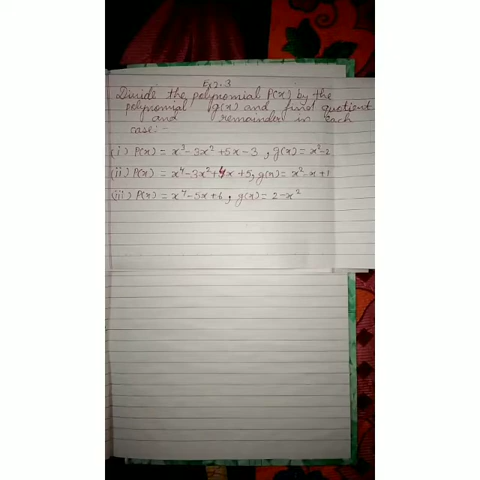 Ex 2.3
Divide the polynomial P(x) by the
polynomial g(x) and find quotient
and remainder in each
case:-
(i) P(x) = x³-3x²+5x-3, g(x) = x²-2
(ii) P(x) = x⁴-3x²+4x+5, g(x) = x²-x+1
(iii) P(x) = x⁴-5x+6, g(x) = 2-x²